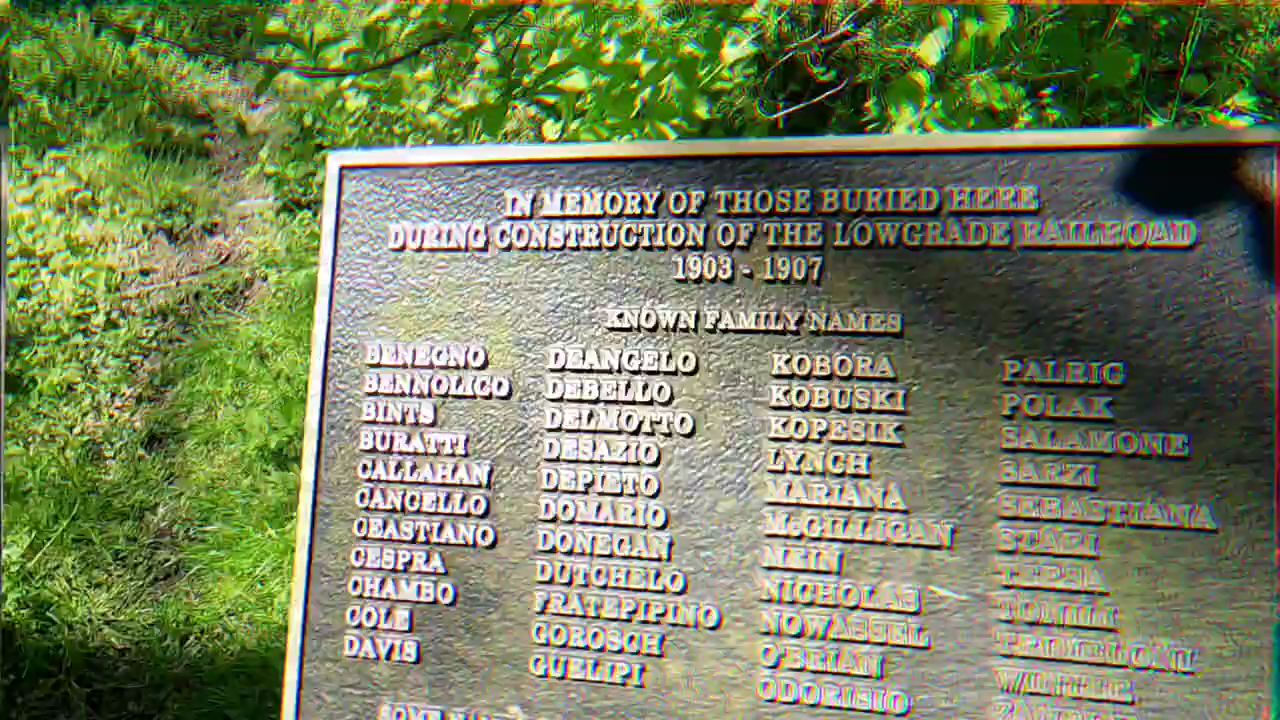 IN MEMORY OF THOSE BURIED HERE
DURING CONSTRUCTION OF THE LOWGRADE RAILROAD
1903 - 1907
KNOWN FAMILY NAMES
BENEGNO
BENNOLICO
BINTS
BURATTI
CALLAHAN
CANCELLO
CEASTIANO
CESPRA
CHAMBO
COLE
DAVIS
DEANGELO
DEBELLO
DELMOTTO
DESAZIO
DEPIETO
DOMARIO
DONEGAN
DUTCHELO
FRATEPIPINO
GOROSCH
GUELIPI
KOBORA
KOBUSKI
KOPESIK
LYNCH
MARIANA
McGILLIGAN
MEIN
NICHOLAS
NOWASSEL
O'BRIAN
ODORISIO
PALRIC
POLAK
SALAMONE
SARZI
SEBASTIANA
SOME